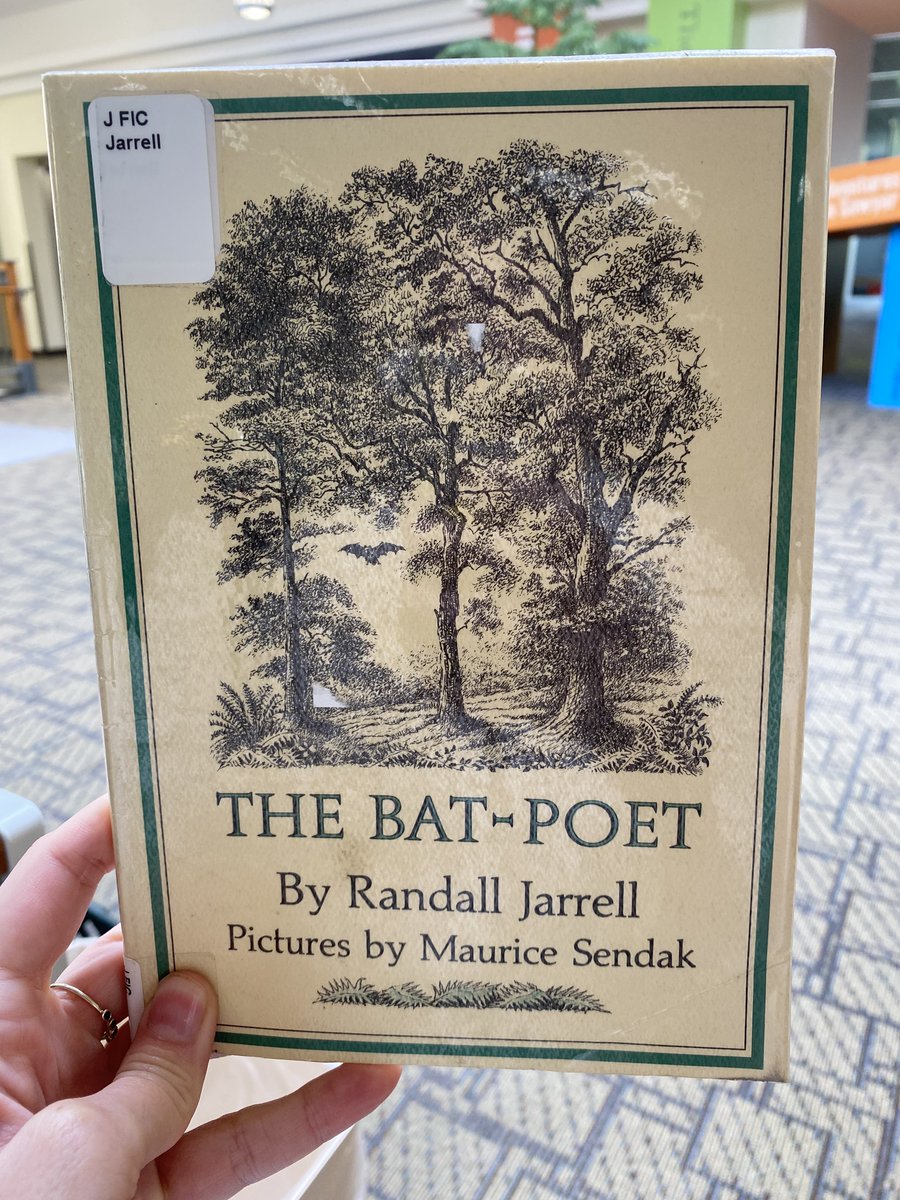 J FIC
Jarrell
THE BAT-POET
By Randall Jarrell
Pictures by Maurice Sendak